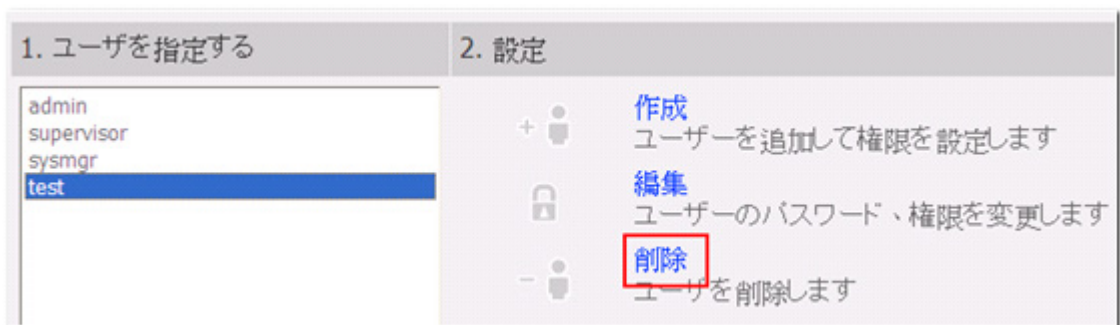 1. ユーザを指定する
admin
supervisor
sysmgr
test
2. 設定
作成
ユーザーを追加して権限を設定します
編集
ユーザーのパスワード、権限を変更します
削除
ユーザを削除します